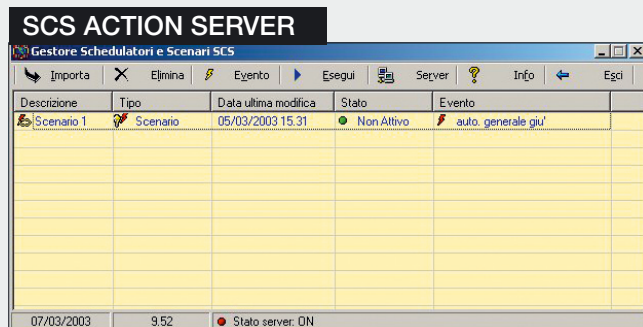 SCS ACTION SERVER
Gestore Schedulatori e Scenari SCS
Importa Elimina Evento Esegui Server Info Esci
Descrizione Tipo Data ultima modifica Stato Evento
Scenario 1 Scenario 05/03/2003 15.31 Non Attivo auto. generale giu'
07/03/2003 9.52 Stato server: ON